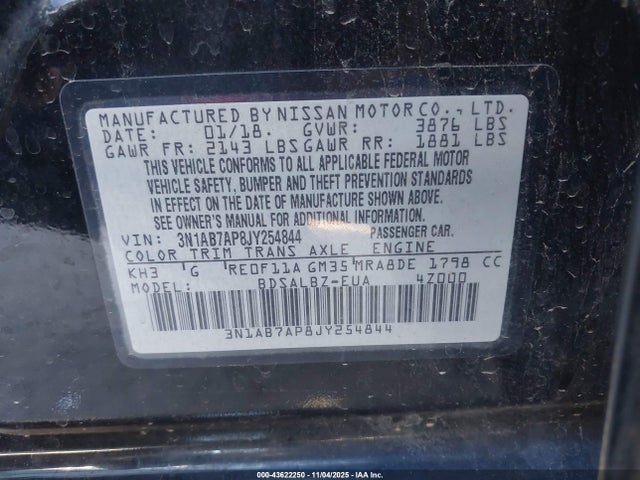 MANUFACTURED BY NISSAN MOTOR CO., LTD.
DATE: 01/18. GVWR: 3876 LBS
GAWR FR: 2143 LBS GAWR RR: 1881 LBS
THIS VEHICLE CONFORMS TO ALL APPLICABLE FEDERAL MOTOR
VEHICLE SAFETY, BUMPER AND THEFT PREVENTION STANDARDS
IN EFFECT ON THE DATE OF MANUFACTURE SHOWN ABOVE.
SEE OWNER'S MANUAL FOR ADDITIONAL INFORMATION.
VIN: 3N1AB7AP8JY254844 PASSENGER CAR.
COLOR TRIM TRANS AXLE ENGINE
KH3 G RE0F11A GM35 MRA8DE 1798 CC
MODEL: BDSALBZ-EUA 4Z000
3N1AB7AP8JY254844
000-43622250 - 11/04/2025 - IAA Inc.